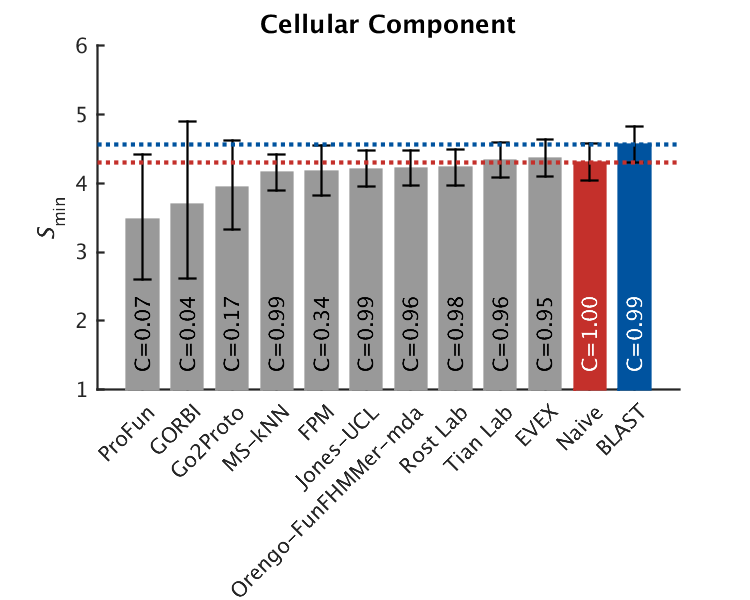 Cellular Component
6
5
4
3
2
1
Smin
C=0.07
C=0.04
C=0.17
C=0.99
C=0.34
C=0.99
C=0.96
C=0.98
C=0.96
C=0.95
C=1.00
C=0.99
ProFun
GORBI
Go2Proto
MS-kNN
FPM
Jones-UCL
Orengo-FunFHMMer-mda
Rost Lab
Tian Lab
EVEX
Naive
BLAST